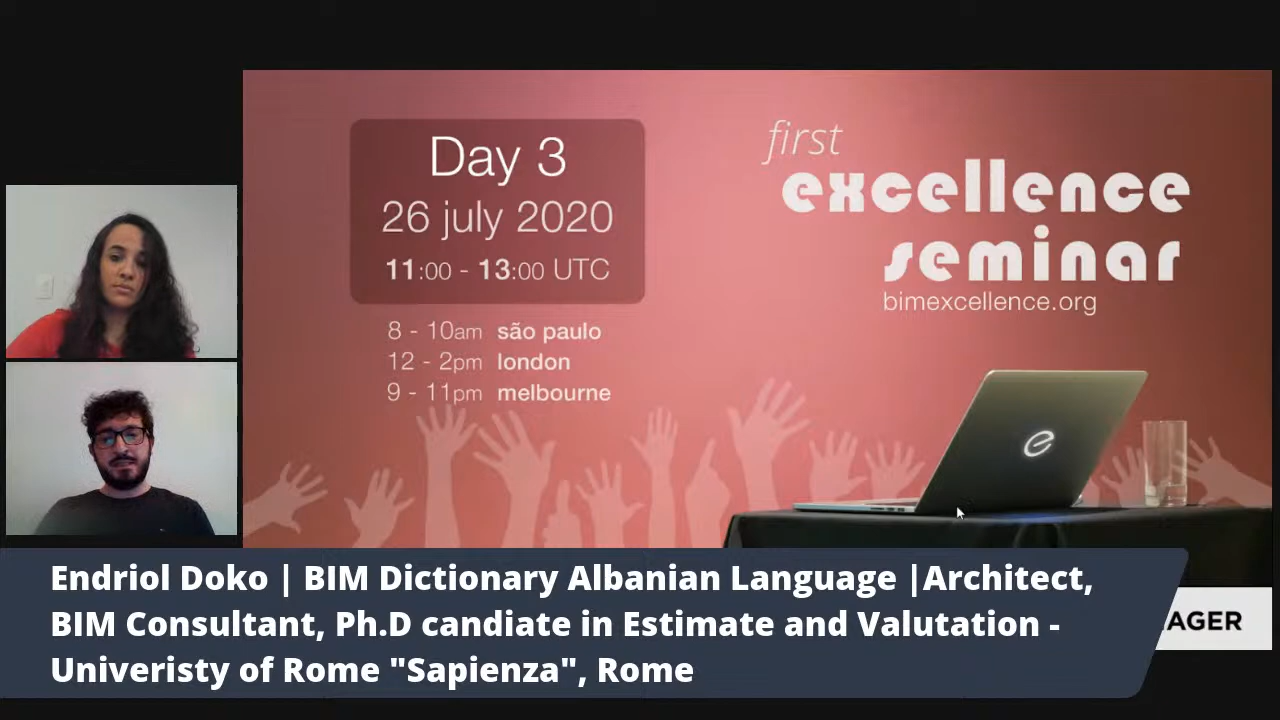 Day 3
26 july 2020
11:00 - 13:00 UTC
8 - 10am são paulo
12 - 2pm london
9 - 11pm melbourne
first
excellence
seminar
bimexcellence.org
e
Endriol Doko | BIM Dictionary Albanian Language |Architect,
BIM Consultant, Ph.D candiate in Estimate and Valutation -
Univeristy of Rome "Sapienza", Rome
AGER